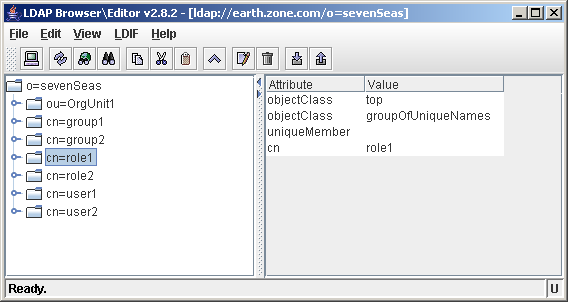 LDAP Browser\Editor v2.8.2 - [ldap://earth.zone.com/o=sevenSeas]
File Edit View LDIF Help
o=sevenSeas
ou=OrgUnit1
cn=group1
cn=group2
cn=role1
cn=role2
cn=user1
cn=user2
Attribute Value
objectClass top
objectClass groupOfUniqueNames
uniqueMember
cn role1
Ready. U